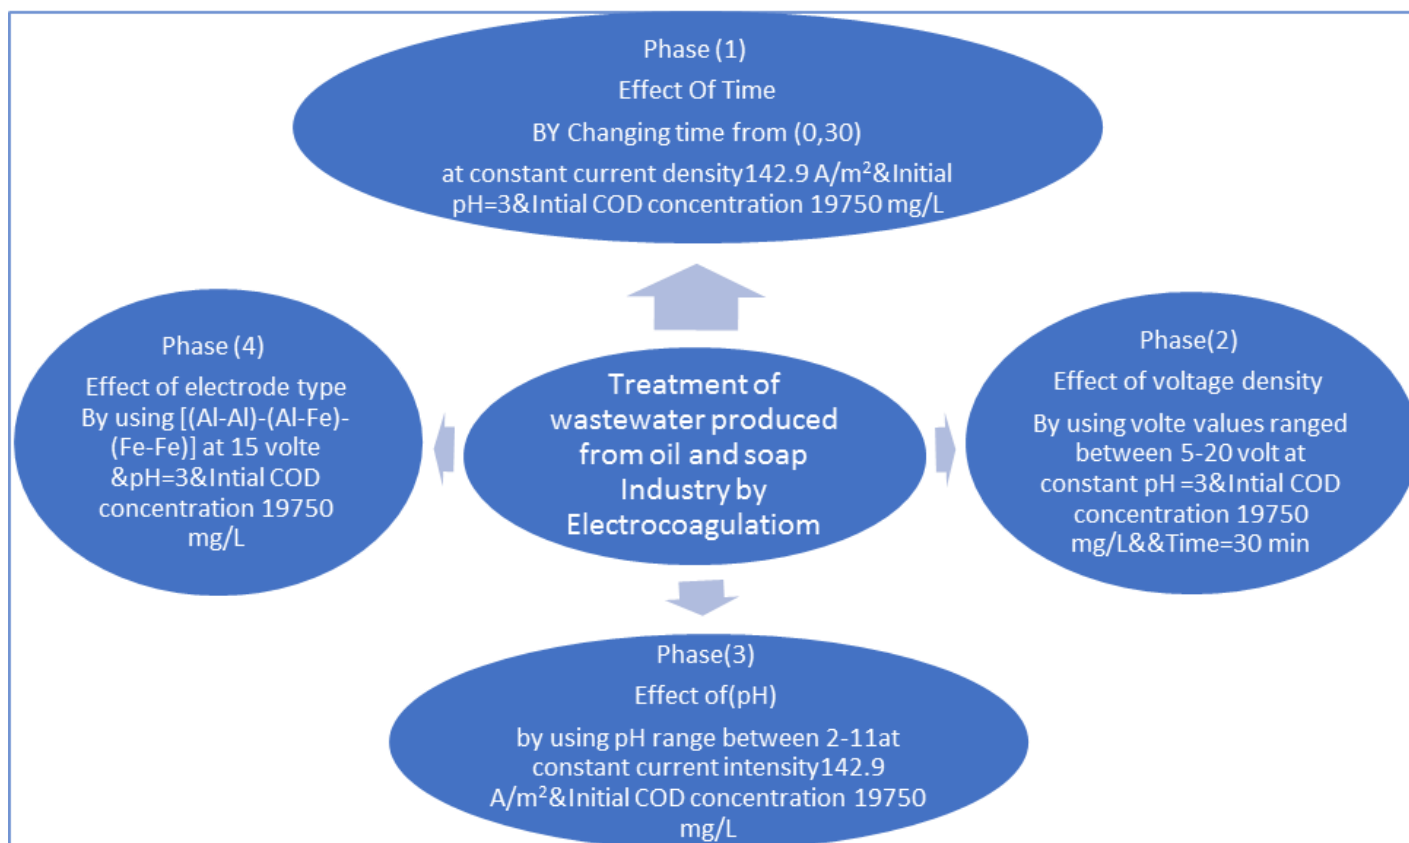 Phase (1)
Effect Of Time
BY Changing time from (0,30)
at constant current density142.9 A/m²&Initial
pH=3&Intial COD concentration 19750 mg/L
Phase (4)
Effect of electrode type
By using [(Al-Al)-(Al-Fe)-
(Fe-Fe)] at 15 volte
&pH=3&Intial COD
concentration 19750
mg/L
Treatment of
wastewater produced
from oil and soap
Industry by
Electrocoagulatiom
Phase(2)
Effect of voltage density
By using volte values ranged
between 5-20 volt at
constant pH =3&Intial COD
concentration 19750
mg/L&&Time=30 min
Phase(3)
Effect of(pH)
by using pH range between 2-11at
constant current intensity142.9
A/m²&Initial COD concentration 19750
mg/L